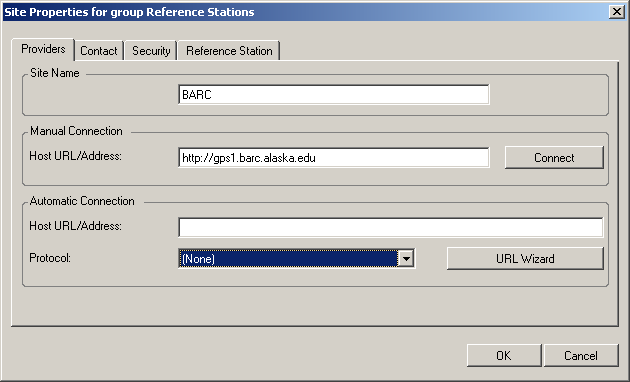 Site Properties for group Reference Stations
Providers Contact Security Reference Station
Site Name
BARC
Manual Connection
Host URL/Address: http://gps1.barc.alaska.edu Connect
Automatic Connection
Host URL/Address:
Protocol: (None) URL Wizard
OK Cancel